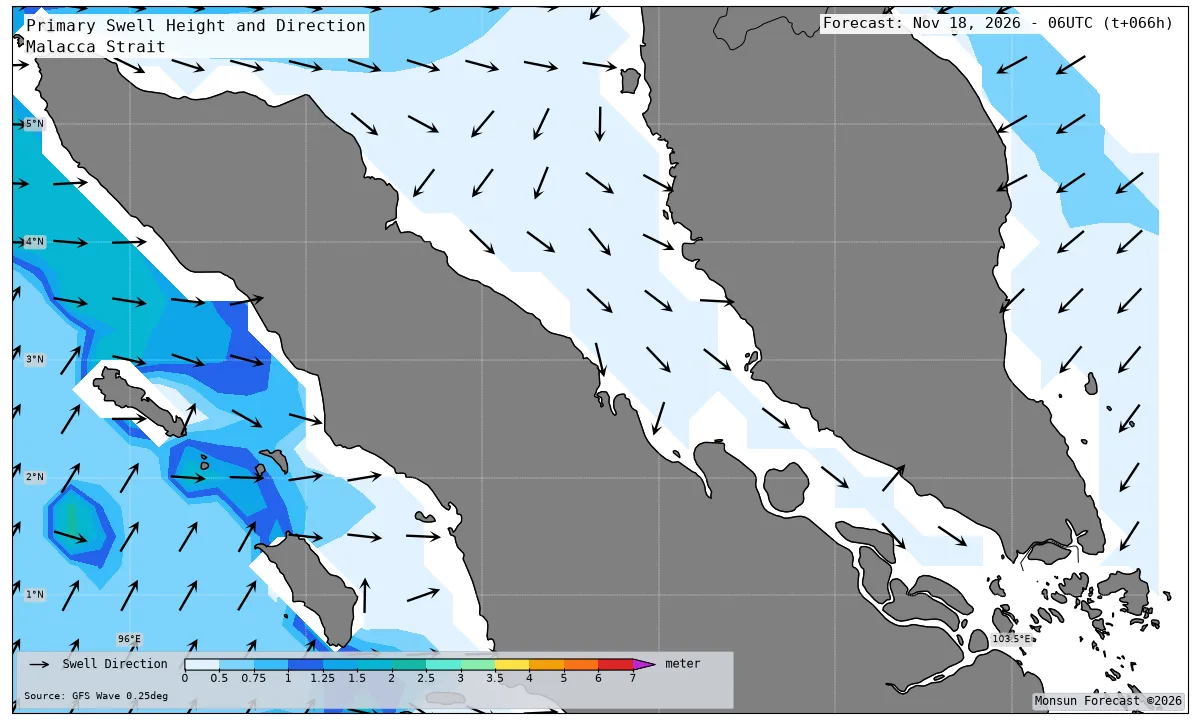 Primary Swell Height and Direction
Malacca Strait
Forecast: Nov 18, 2026 - 06UTC (t+066h)
5°N
4°N
3°N
2°N
1°N
96°E
103.5°E
Swell Direction
meter
0 0.5 0.75 1 1.25 1.5 2 2.5 3 3.5 4 5 6 7
Source: GFS Wave 0.25deg
Monsun Forecast ©2026